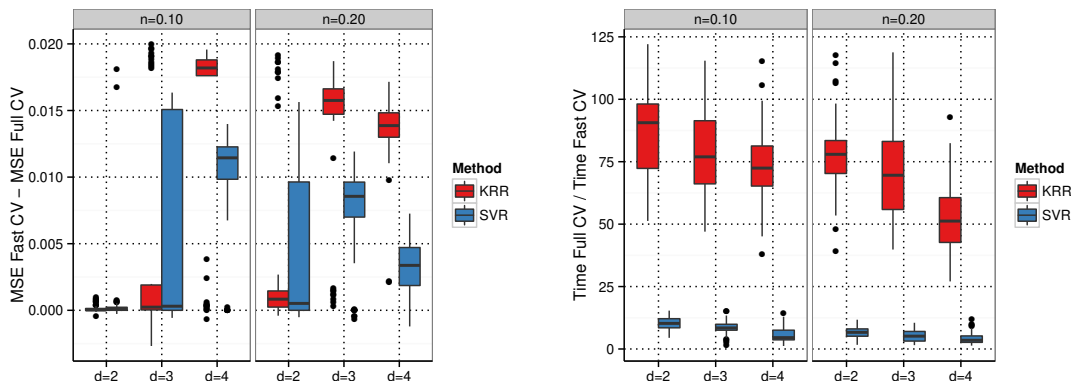 n=0.10
n=0.20
0.020
0.015
0.010
0.005
0.000
MSE Fast CV − MSE Full CV
d=2
d=3
d=4
d=2
d=3
d=4
Method
KRR
SVR
n=0.10
n=0.20
125
100
75
50
25
0
Time Full CV / Time Fast CV
d=2
d=3
d=4
d=2
d=3
d=4
Method
KRR
SVR